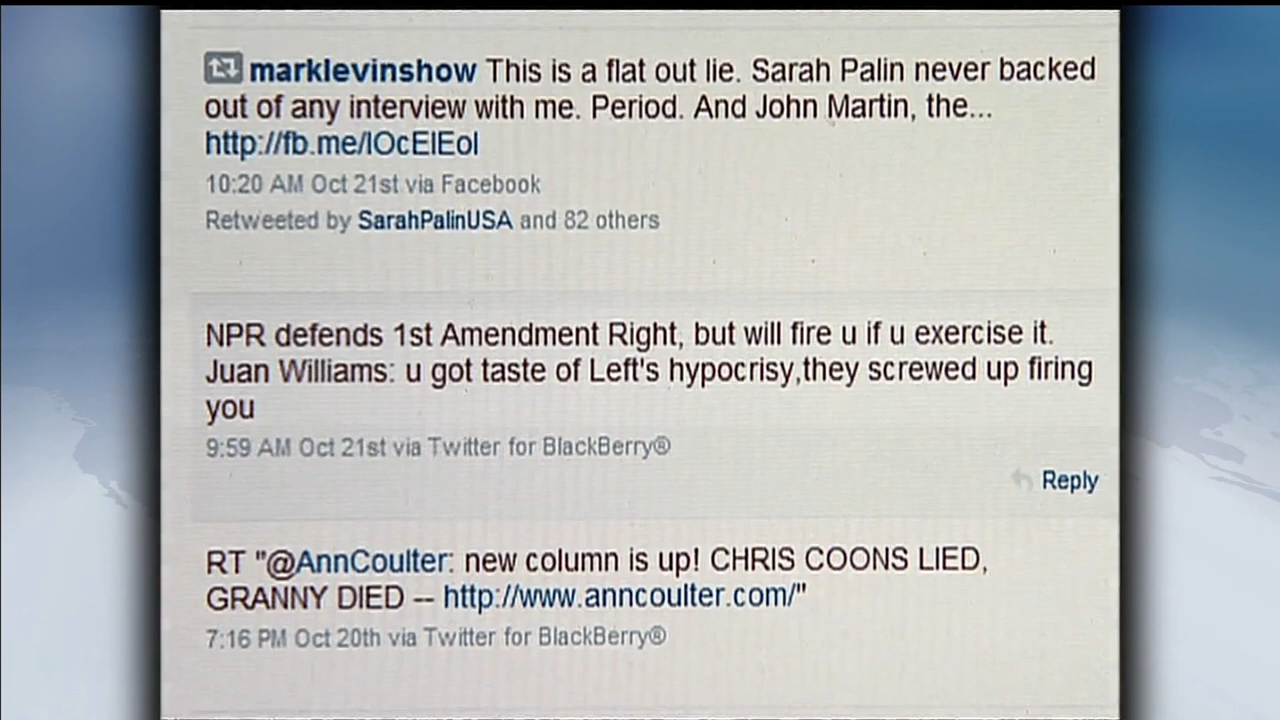 marklevinshow This is a flat out lie. Sarah Palin never backed
out of any interview with me. Period. And John Martin, the...
http://fb.me/IOcEIEol
10:20 AM Oct 21st via Facebook
Retweeted by SarahPalinUSA and 82 others
NPR defends 1st Amendment Right, but will fire u if u exercise it.
Juan Williams: u got taste of Left's hypocrisy,they screwed up firing
you
9:59 AM Oct 21st via Twitter for BlackBerry®
Reply
RT "@AnnCoulter: new column is up! CHRIS COONS LIED,
GRANNY DIED -- http://www.anncoulter.com/"
7:16 PM Oct 20th via Twitter for BlackBerry®